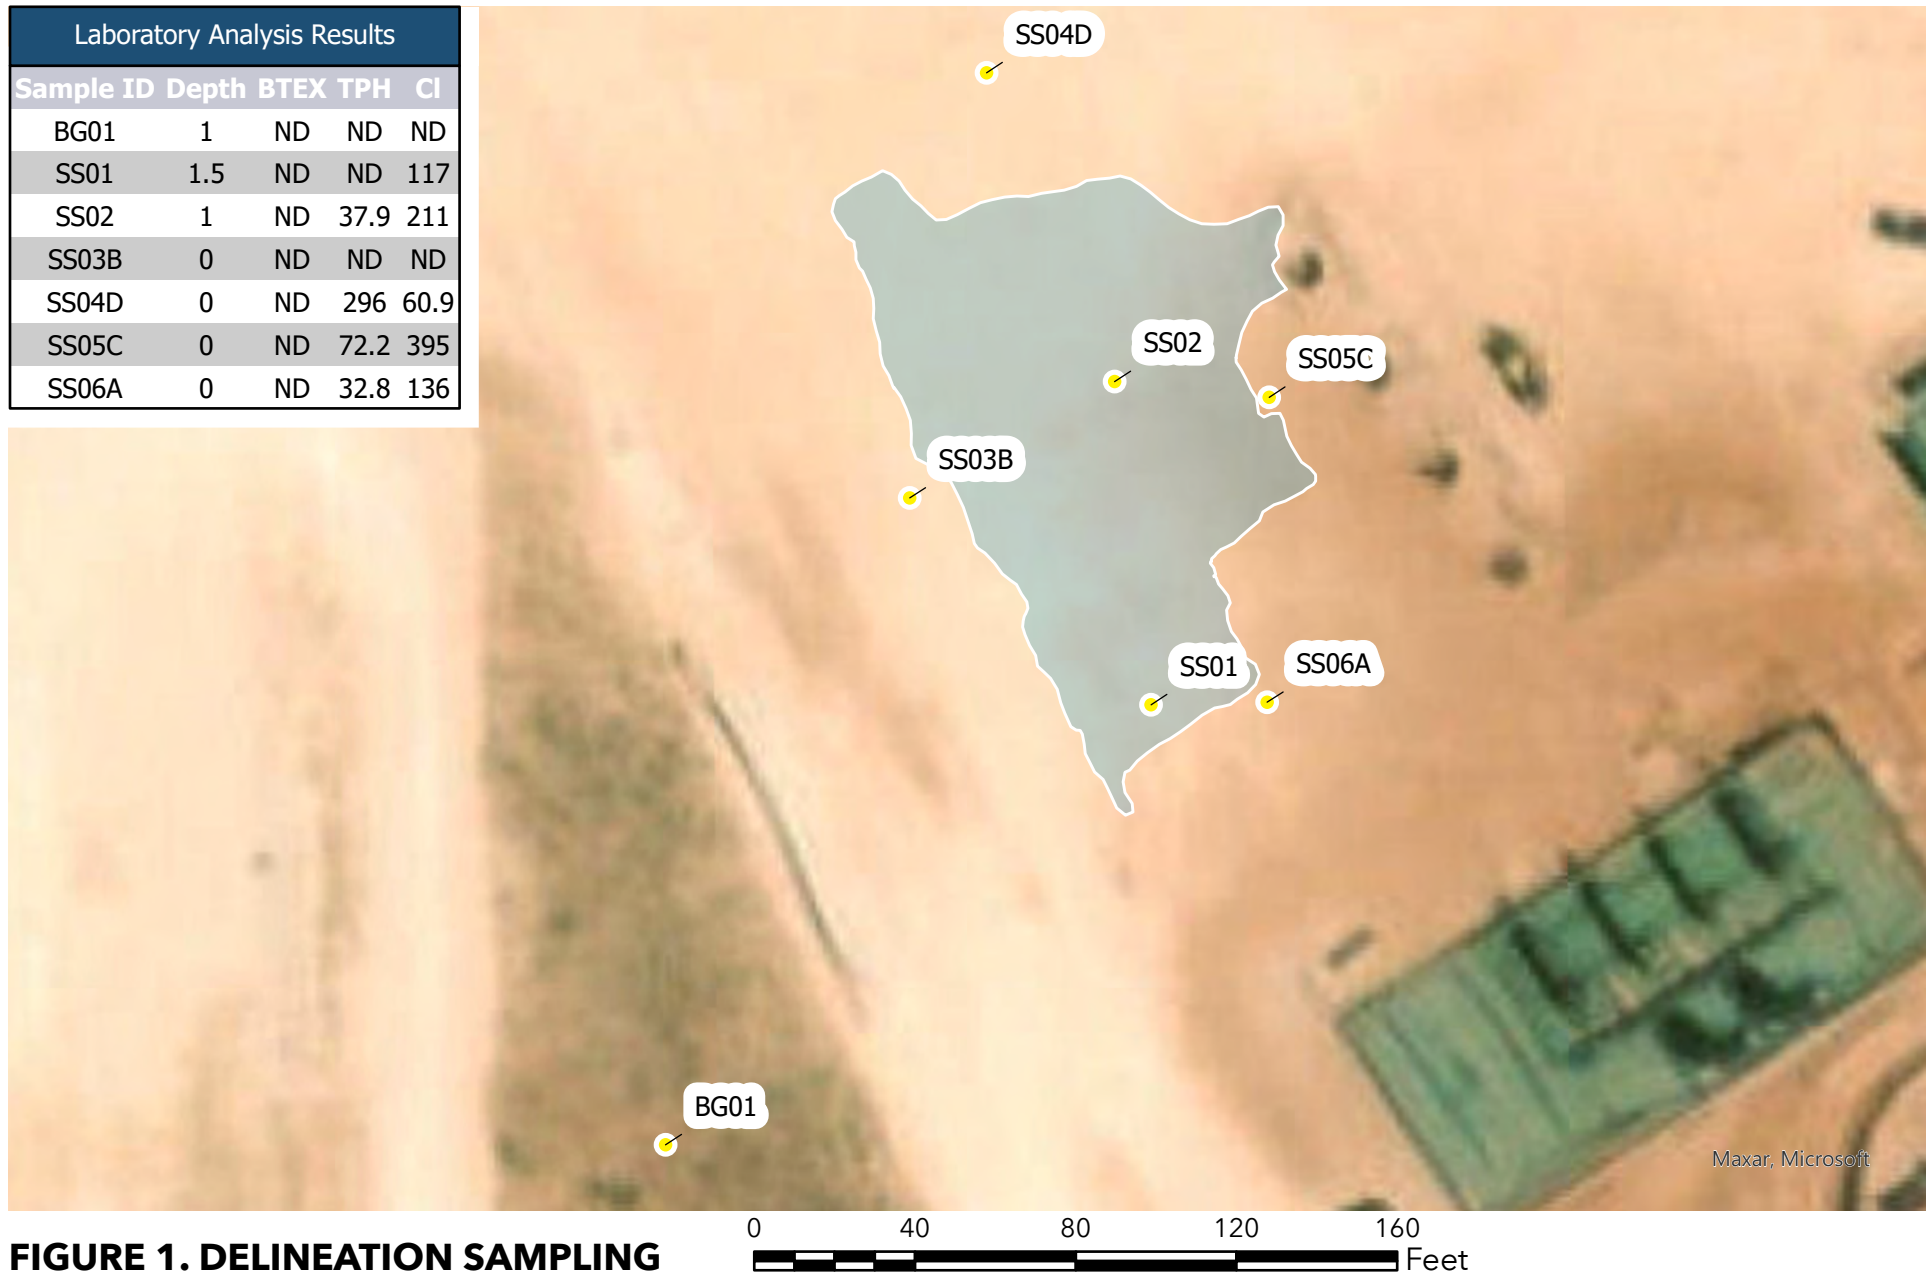 Laboratory Analysis Results
Sample ID Depth BTEX TPH Cl
BG01 1 ND ND ND
SS01 1.5 ND ND 117
SS02 1 ND 37.9 211
SS03B 0 ND ND ND
SS04D 0 ND 296 60.9
SS05C 0 ND 72.2 395
SS06A 0 ND 32.8 136
SS04D
SS02
SS05C
SS03B
SS01
SS06A
BG01
Maxar, Microsoft
0 40 80 120 160
Feet
FIGURE 1. DELINEATION SAMPLING